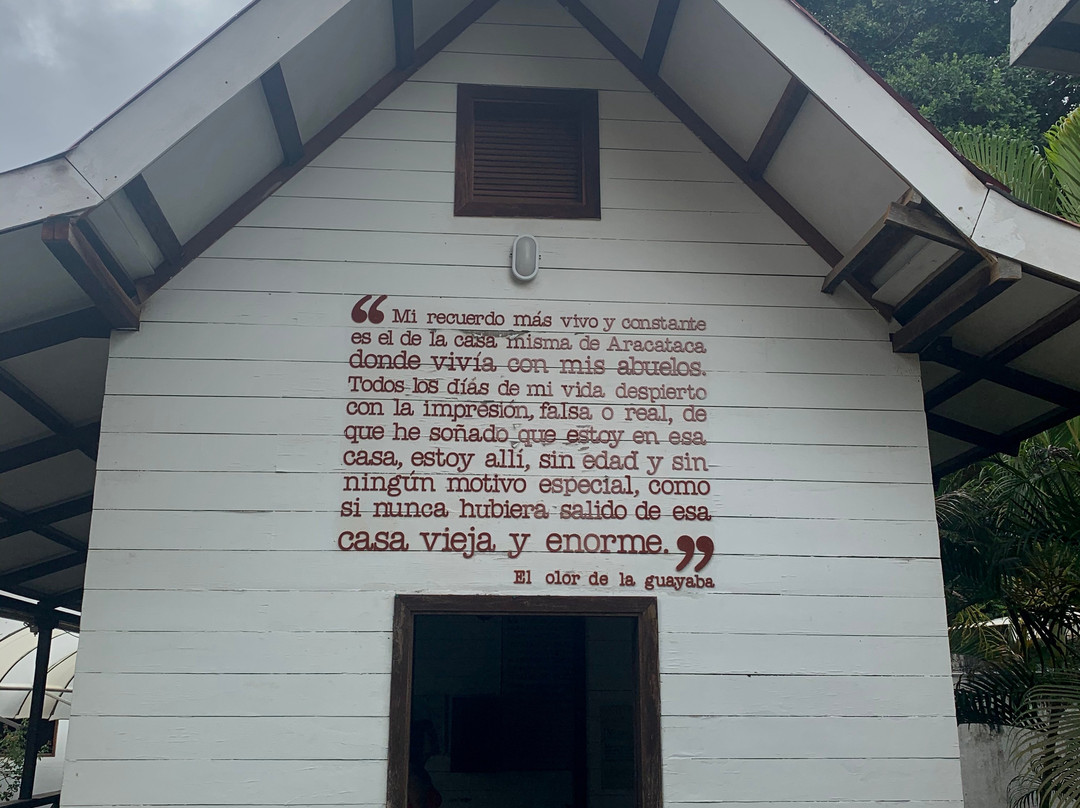 “ Mi recuerdo más vivo y constante
es el de la casa misma de Aracataca
donde vivía con mis abuelos.
Todos los días de mi vida despierto
con la impresión, falsa o real, de
que he soñado que estoy en esa
casa, estoy allí, sin edad y sin
ningún motivo especial, como
si nunca hubiera salido de esa
casa vieja y enorme. ”
El olor de la guayaba